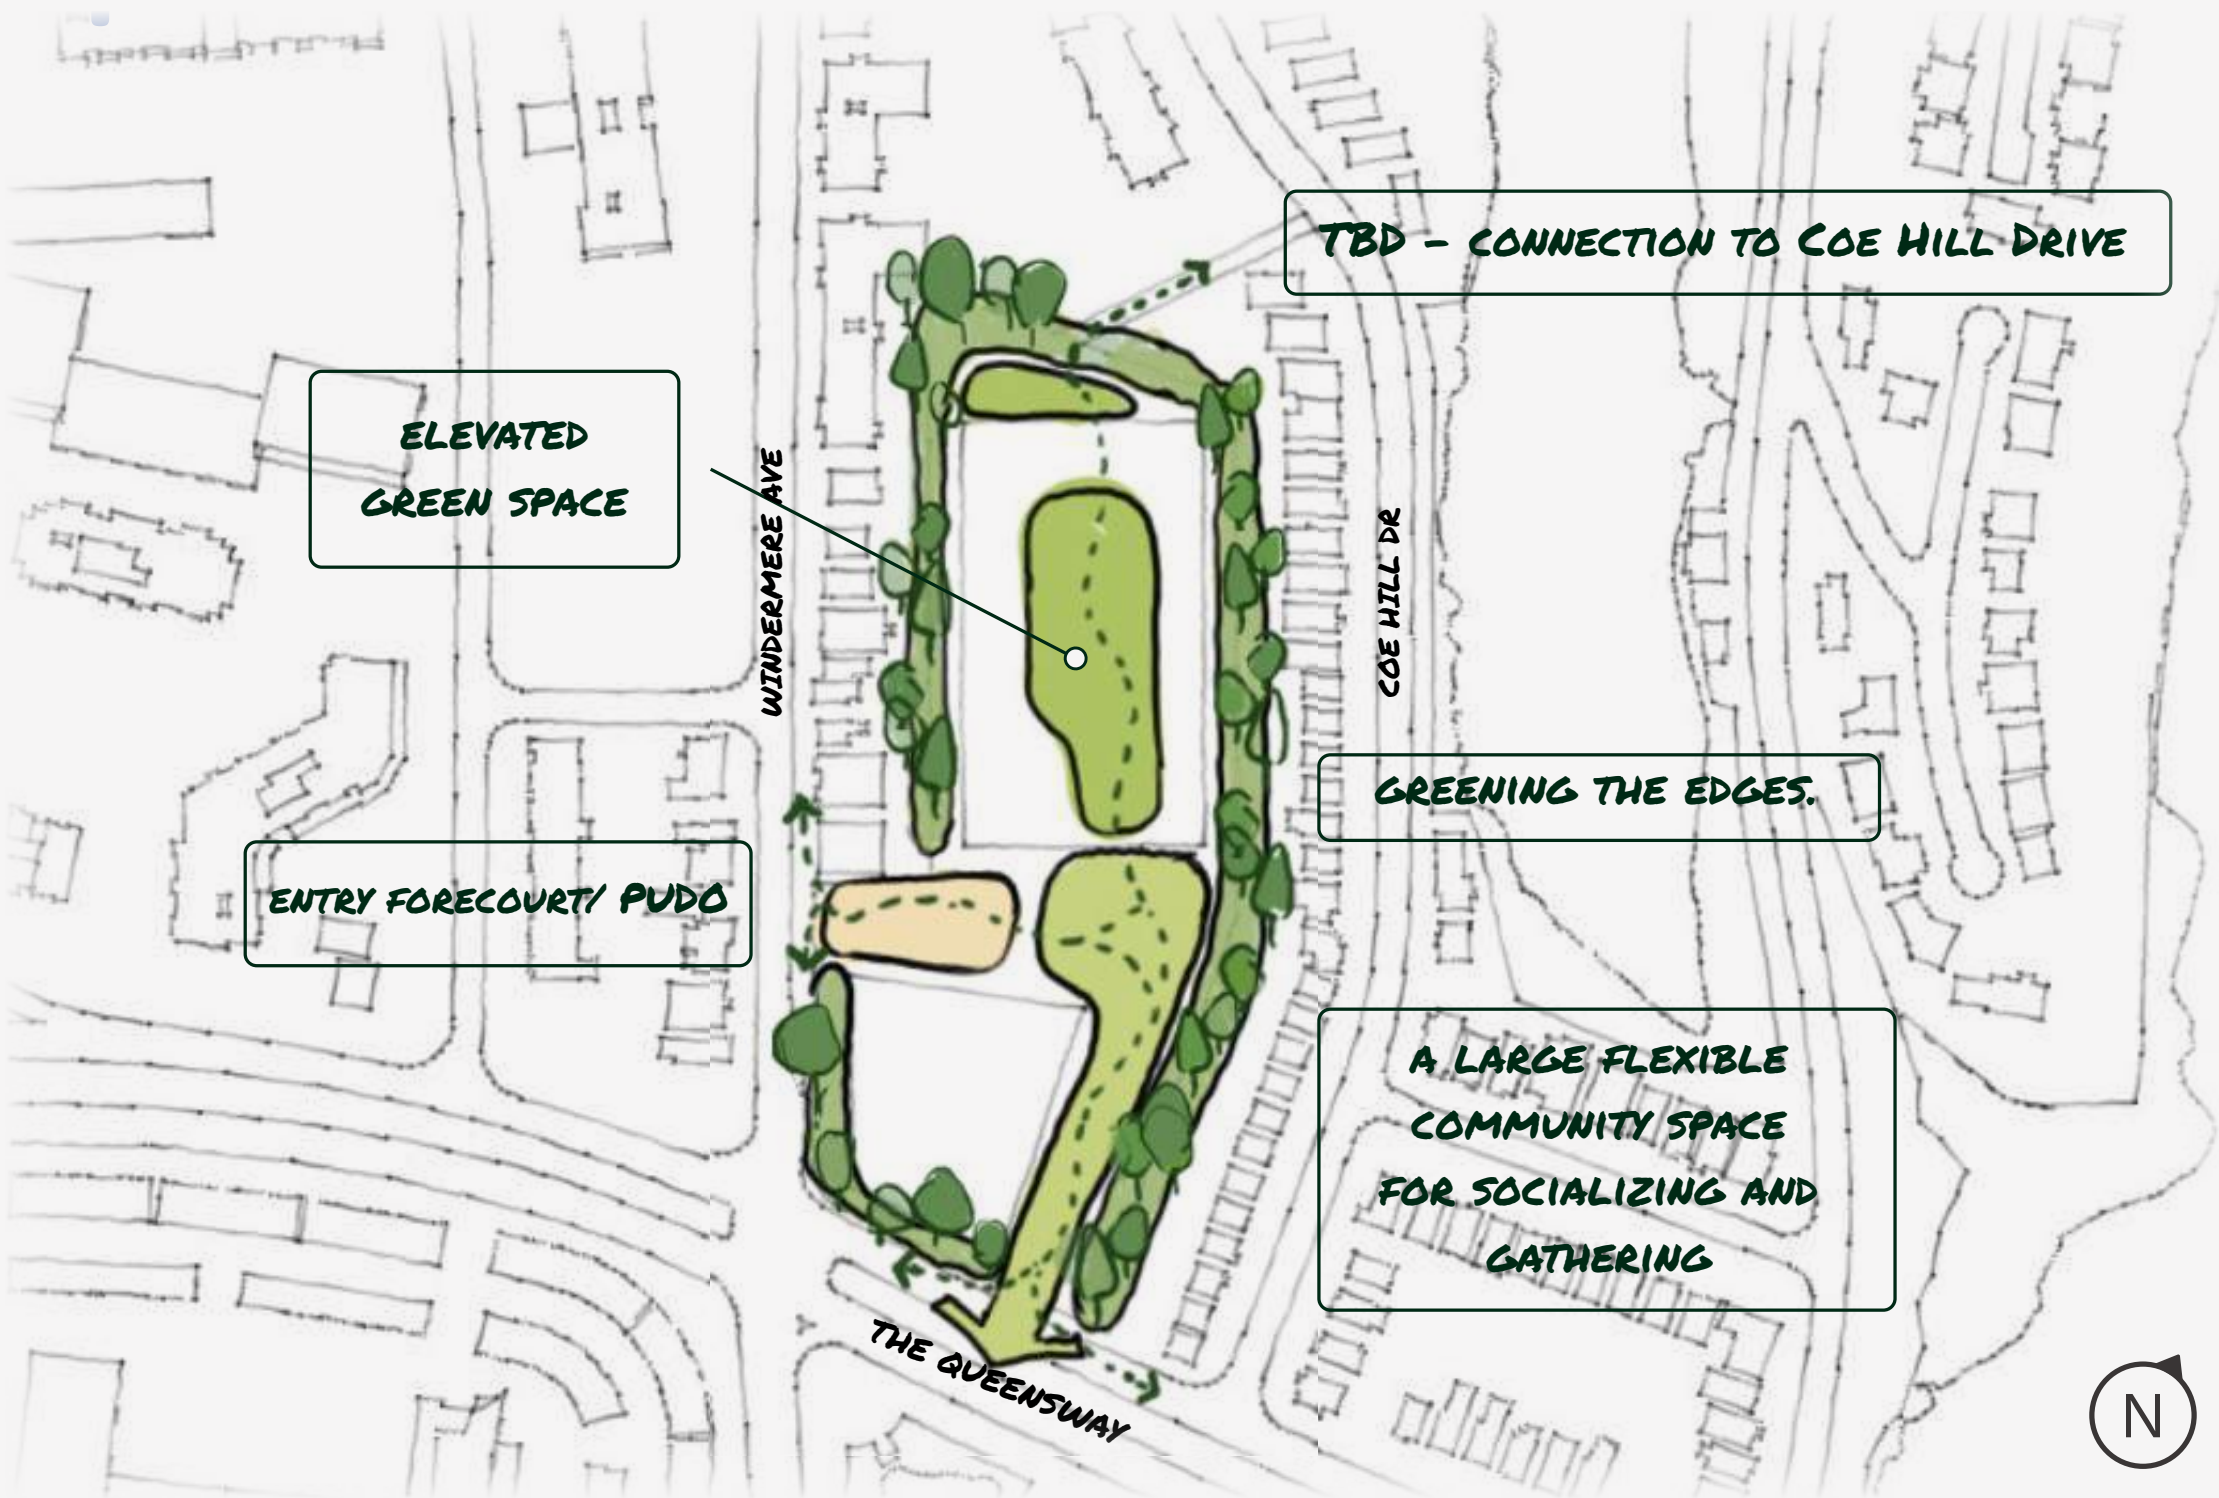 TBD - CONNECTION TO COE HILL DRIVE
ELEVATED
GREEN SPACE
WINDERMERE AVE
COE HILL DR
GREENING THE EDGES.
ENTRY FORECOURT/ PUDO
A LARGE FLEXIBLE
COMMUNITY SPACE
FOR SOCIALIZING AND
GATHERING
THE QUEENSWAY
N